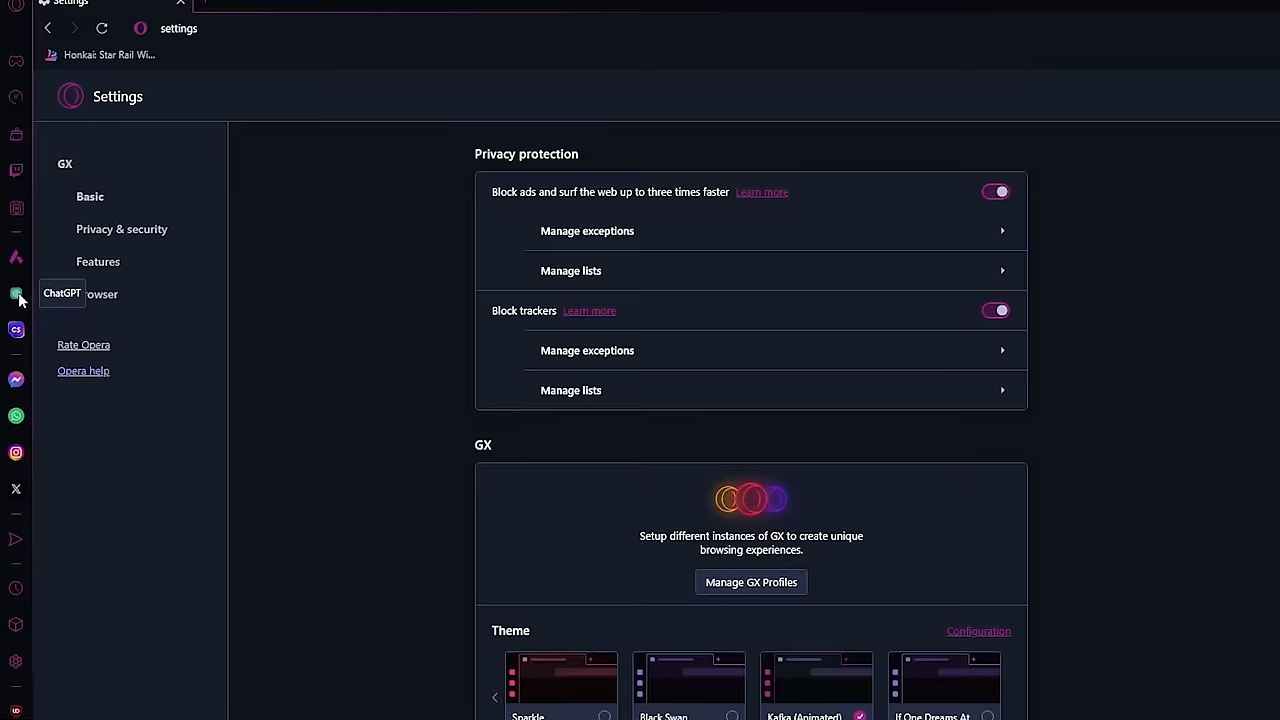 Settings
settings
Honkai: Star Rail Wi...
Settings
GX
Basic
Privacy & security
Features
ChatGPT
rowser
Rate Opera
Opera help
Privacy protection
Block ads and surf the web up to three times faster Learn more
Manage exceptions
Manage lists
Block trackers Learn more
Manage exceptions
Manage lists
GX
Setup different instances of GX to create unique
browsing experiences.
Manage GX Profiles
Theme
Configuration
Sparkle
Black Swan
Kafka (Animated)
If One Dreams At
CS
UD